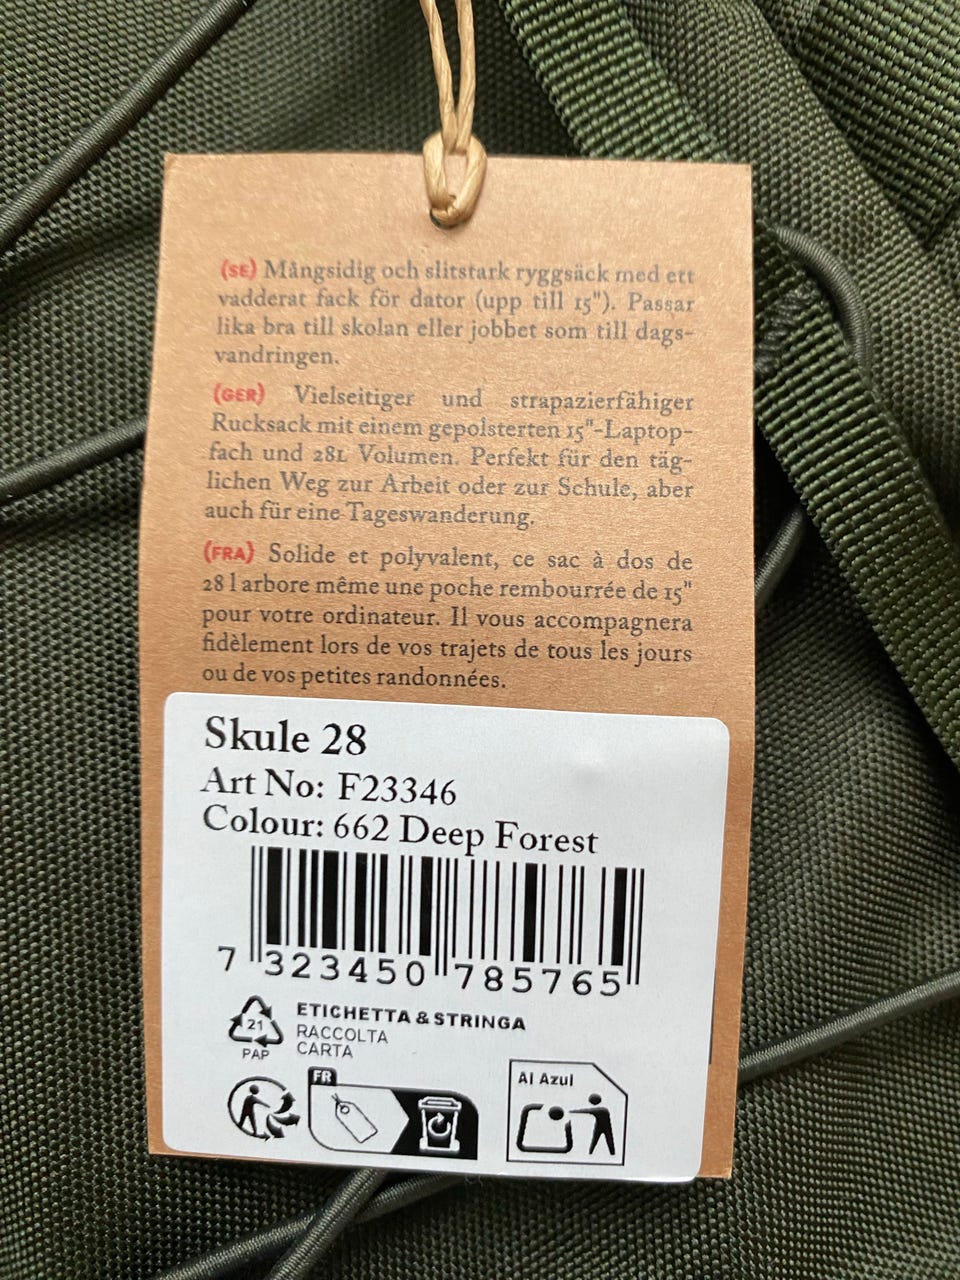 (SE) Mångsidig och slitstark ryggsäck med ett
vadderat fack för dator (upp till 15"). Passar
lika bra till skolan eller jobbet som till dags-
vandringen.
(GER) Vielseitiger und strapazierfähiger
Rucksack mit einem gepolsterten 15"-Laptop-
fach und 28L Volumen. Perfekt für den täg-
lichen Weg zur Arbeit oder zur Schule, aber
auch für eine Tageswanderung.
(FRA) Solide et polyvalent, ce sac à dos de
28 l arbore même une poche rembourrée de 15"
pour votre ordinateur. Il vous accompagnera
fidèlement lors de vos trajets de tous les jours
ou de vos petites randonnées.
Skule 28
Art No: F23346
Colour: 662 Deep Forest
7 323450 785765
21
PAP
ETICHETTA & STRINGA
RACCOLTA
CARTA
FR
Al Azul